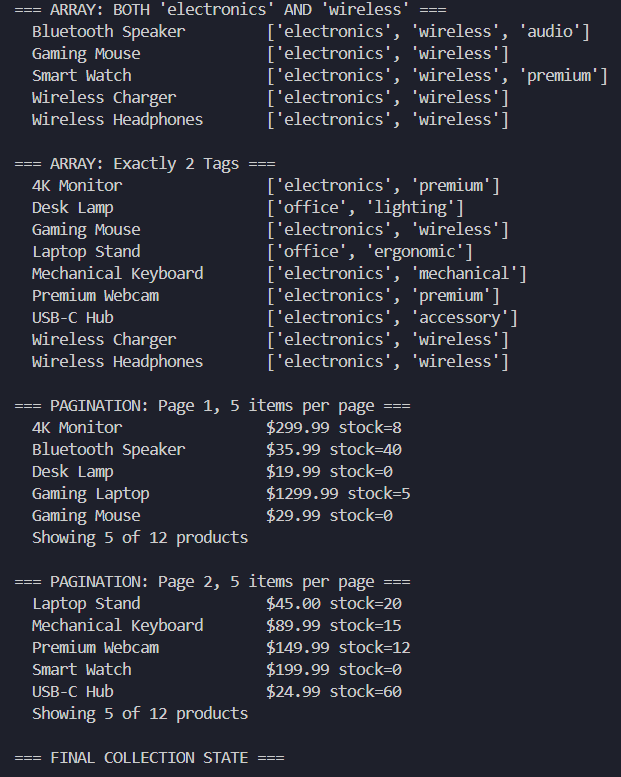 === ARRAY: BOTH 'electronics' AND 'wireless' ===
Bluetooth Speaker ['electronics', 'wireless', 'audio']
Gaming Mouse ['electronics', 'wireless']
Smart Watch ['electronics', 'wireless', 'premium']
Wireless Charger ['electronics', 'wireless']
Wireless Headphones ['electronics', 'wireless']
=== ARRAY: Exactly 2 Tags ===
4K Monitor ['electronics', 'premium']
Desk Lamp ['office', 'lighting']
Gaming Mouse ['electronics', 'wireless']
Laptop Stand ['office', 'ergonomic']
Mechanical Keyboard ['electronics', 'mechanical']
Premium Webcam ['electronics', 'premium']
USB-C Hub ['electronics', 'accessory']
Wireless Charger ['electronics', 'wireless']
Wireless Headphones ['electronics', 'wireless']
=== PAGINATION: Page 1, 5 items per page ===
4K Monitor $299.99 stock=8
Bluetooth Speaker $35.99 stock=40
Desk Lamp $19.99 stock=0
Gaming Laptop $1299.99 stock=5
Gaming Mouse $29.99 stock=0
Showing 5 of 12 products
=== PAGINATION: Page 2, 5 items per page ===
Laptop Stand $45.00 stock=20
Mechanical Keyboard $89.99 stock=15
Premium Webcam $149.99 stock=12
Smart Watch $199.99 stock=0
USB-C Hub $24.99 stock=60
Showing 5 of 12 products
=== FINAL COLLECTION STATE ===